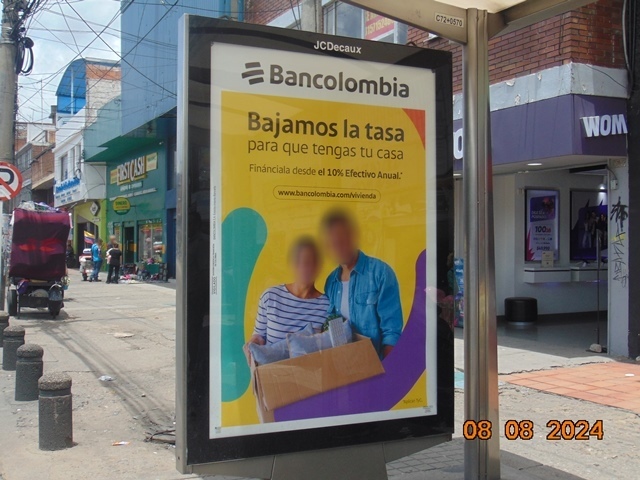 C72+0570
JCDecaux
Bancolombia
Bajamos la tasa
para que tengas tu casa
Finánciala desde el 10% Efectivo Anual.*
www.bancolombia.com/vivienda
FIRSTCASH
WOM
08 08 2024